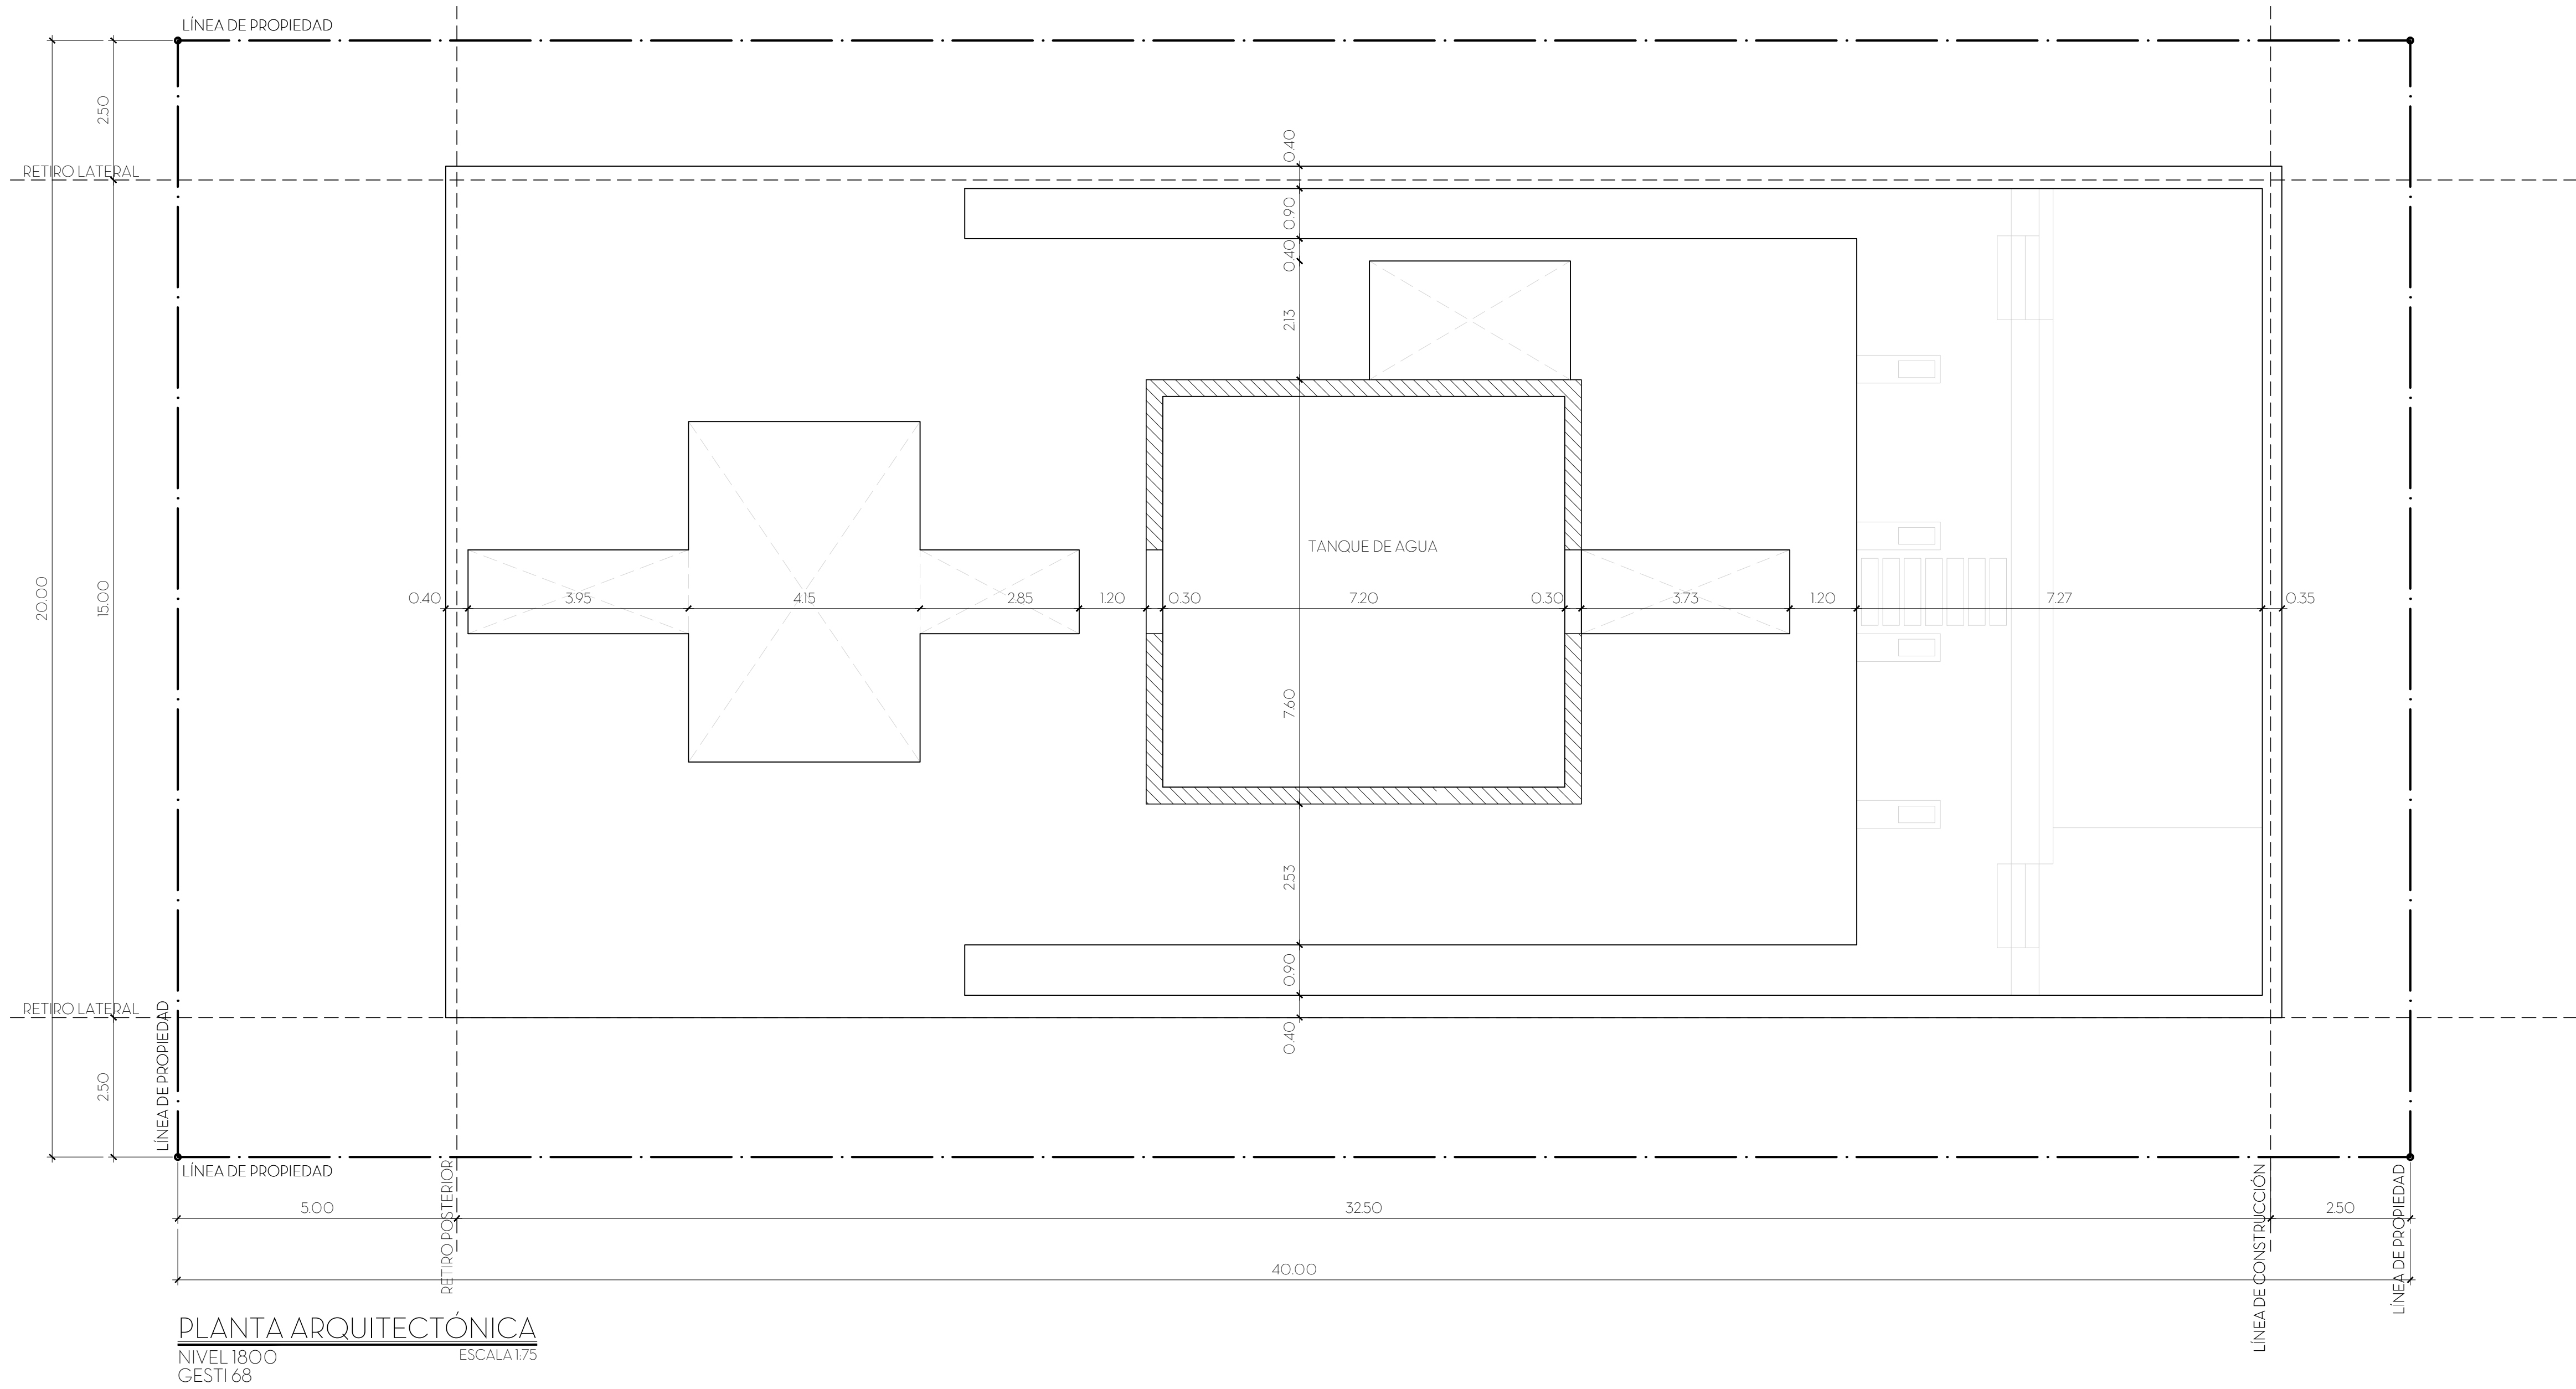 LÍNEA DE PROPIEDAD
2.50
0.40
RETIRO LATERAL
0.90
0.40
2.13
TANQUE DE AGUA
20.00
15.00
0.40
3.95
4.15
2.85
1.20
0.30
7.20
0.30
3.73
1.20
7.27
0.35
7.60
2.53
0.90
RETIRO LATERAL
0.40
2.50
LÍNEA DE PROPIEDAD
LÍNEA DE PROPIEDAD
RETIRO POSTERIOR
LÍNEA DE CONSTRUCCIÓN
LÍNEA DE PROPIEDAD
5.00
32.50
2.50
40.00
PLANTA ARQUITECTÓNICA
NIVEL 1800
ESCALA 1:75
GESTI 68